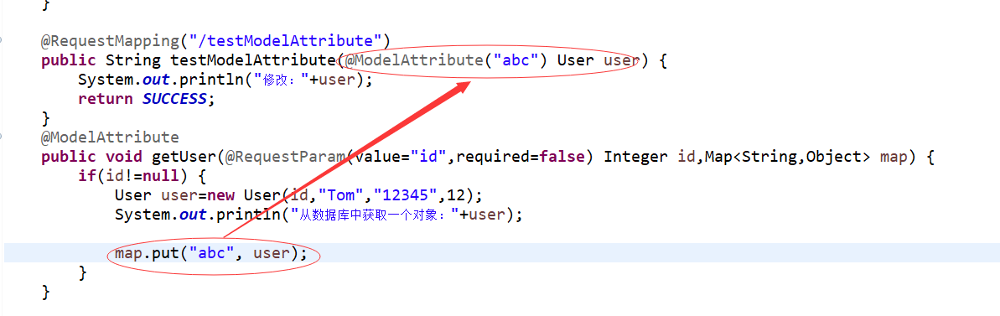 }
@RequestMapping("/testModelAttribute")
public String testModelAttribute(@ModelAttribute("abc") User user) {
System.out.println("修改："+user);
return SUCCESS;
}
@ModelAttribute
public void getUser(@RequestParam(value="id",required=false) Integer id,Map<String,Object> map) {
if(id!=null) {
User user=new User(id,"Tom","12345",12);
System.out.println("从数据库中获取一个对象："+user);
map.put("abc", user);
}
}